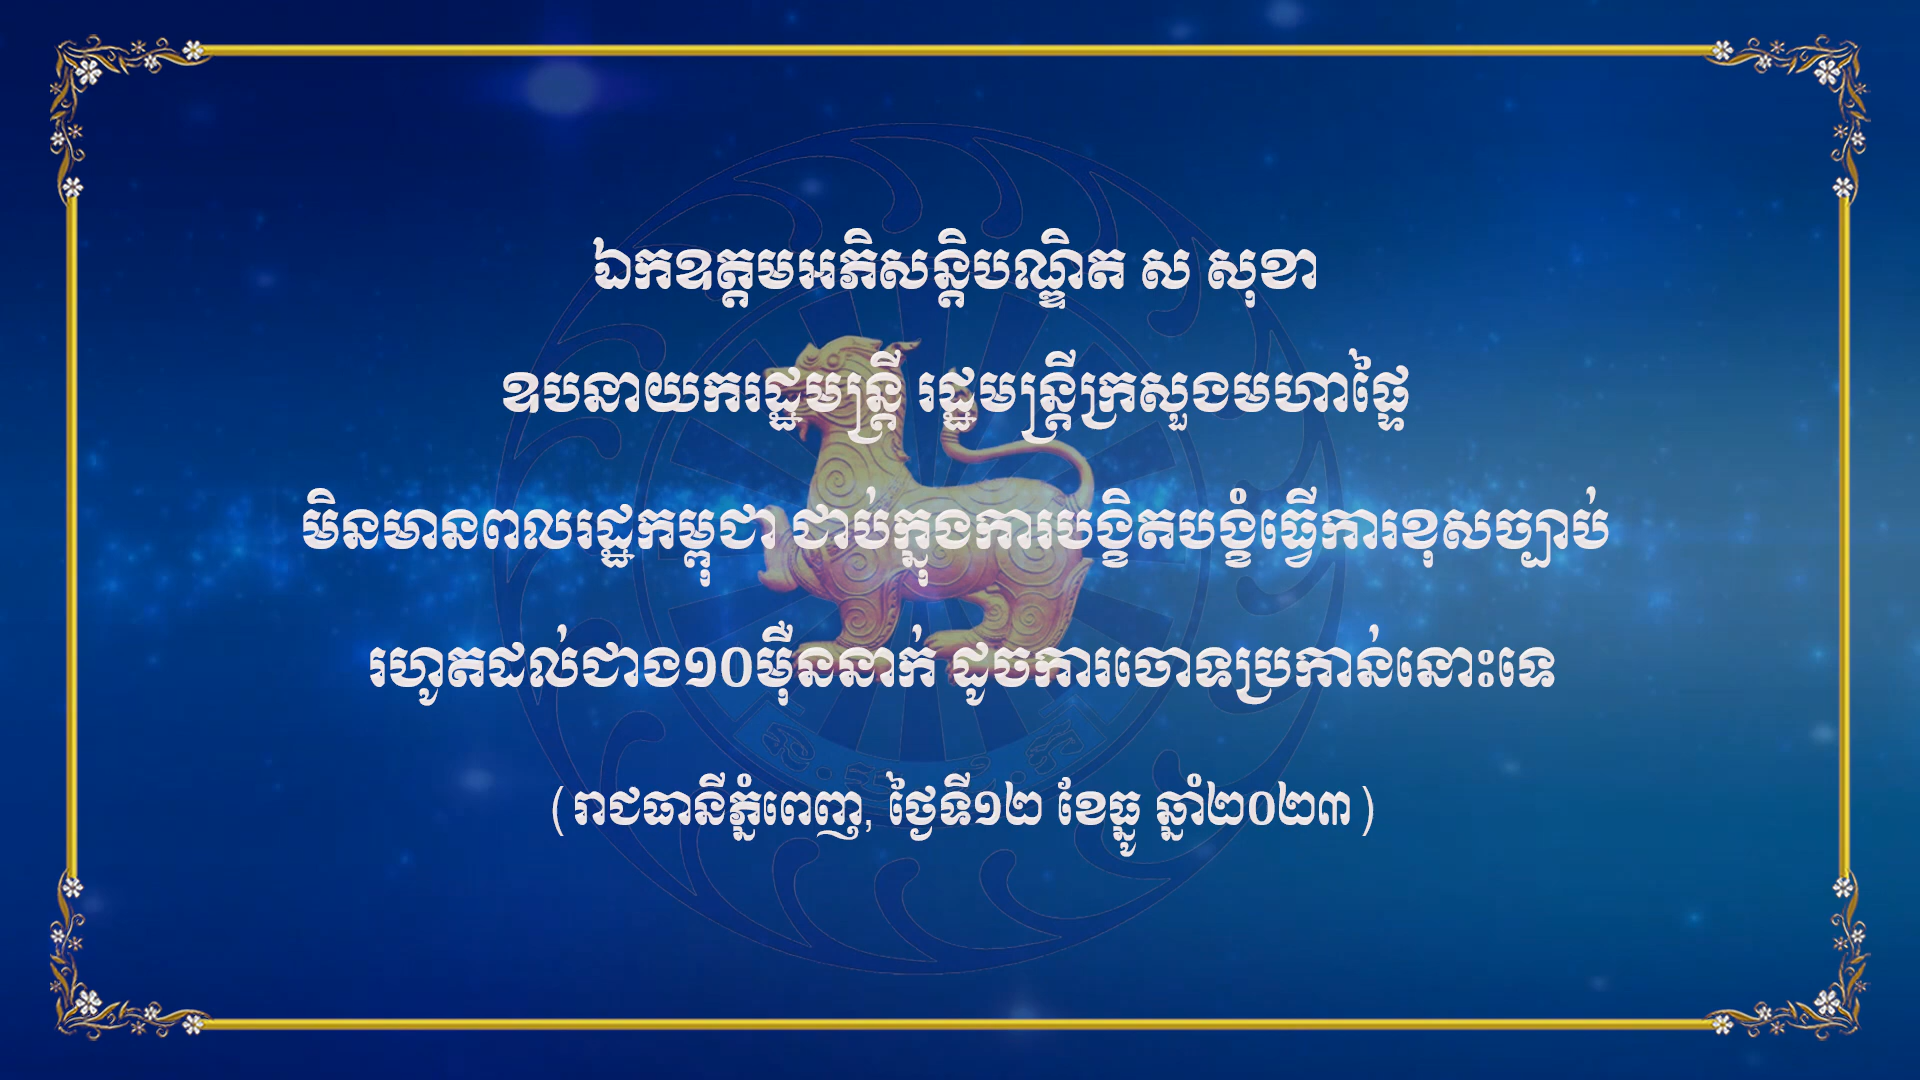 ឯកឧត្តមអភិសន្តិបណ្ឌិត ស សុខា
ឧបនាយករដ្ឋមន្ត្រី រដ្ឋមន្ត្រីក្រសួងមហាផ្ទៃ
មិនមានពលរដ្ឋកម្ពុជា ជាប់ក្នុងការបង្ខិតបង្ខំធ្វើការខុសច្បាប់
រហូតដល់ជាង១០ម៉ឺននាក់ ដូចការចោទប្រកាន់នោះទេ
(រាជធានីភ្នំពេញ, ថ្ងៃទី១២ ខែធ្នូ ឆ្នាំ២០២៣)